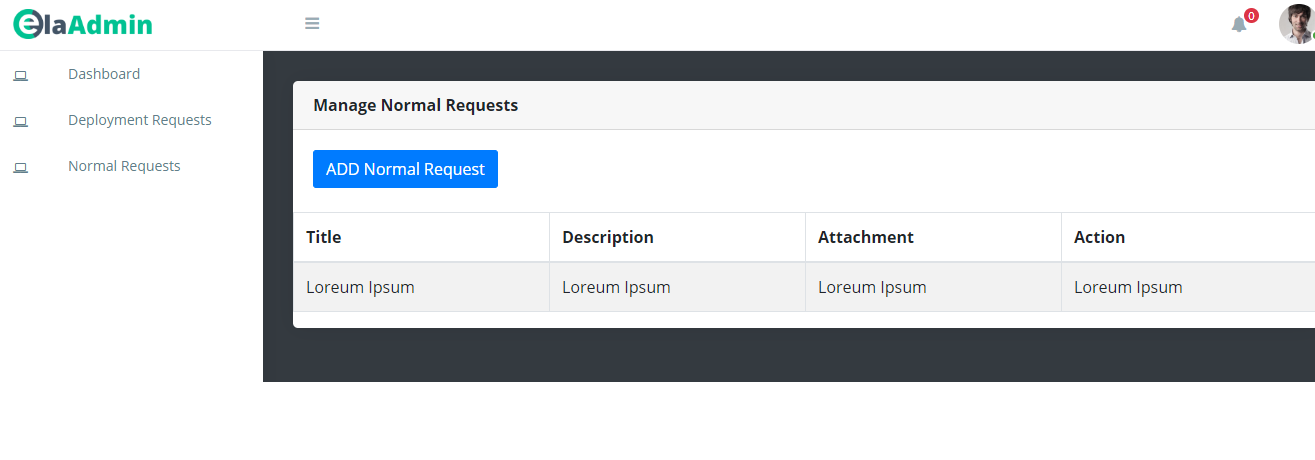 elaAdmin
0
Dashboard
Deployment Requests
Normal Requests
Manage Normal Requests
ADD Normal Request
Title Description Attachment Action
Loreum Ipsum Loreum Ipsum Loreum Ipsum Loreum Ipsum